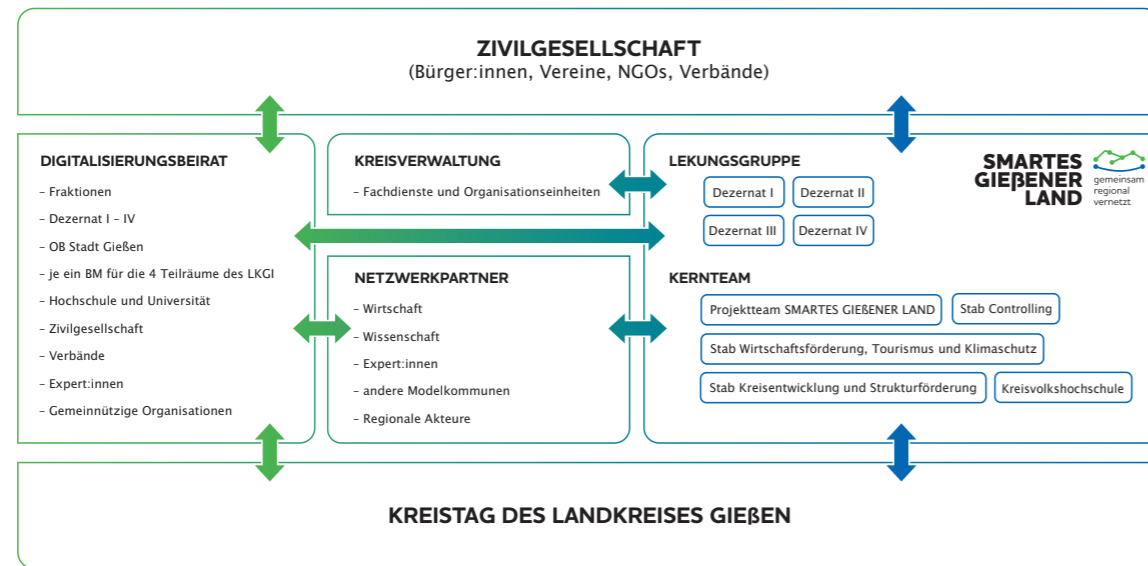 ZIVILGESELLSCHAFT
(Bürger:innen, Vereine, NGOs, Verbände)
DIGITALISIERUNGSBEIRAT
– Fraktionen
– Dezernat I – IV
– OB Stadt Gießen
– je ein BM für die 4 Teilräume des LKGI
– Hochschule und Universität
– Zivilgesellschaft
– Verbände
– Expert:innen
– Gemeinnützige Organisationen
KREISVERWALTUNG
– Fachdienste und Organisationseinheiten
NETZWERKPARTNER
– Wirtschaft
– Wissenschaft
– Expert:innen
– andere Modelkommunen
– Regionale Akteure
LEKUNGSGRUPPE
Dezernat I
Dezernat II
Dezernat III
Dezernat IV
SMARTES
GIEßENER
LAND
gemeinsam
regional
vernetzt
KERNTEAM
Projektteam SMARTES GIEßENER LAND
Stab Controlling
Stab Wirtschaftsförderung, Tourismus und Klimaschutz
Stab Kreisentwicklung und Strukturförderung
Kreisvolkshochschule
KREISTAG DES LANDKREISES GIEßEN